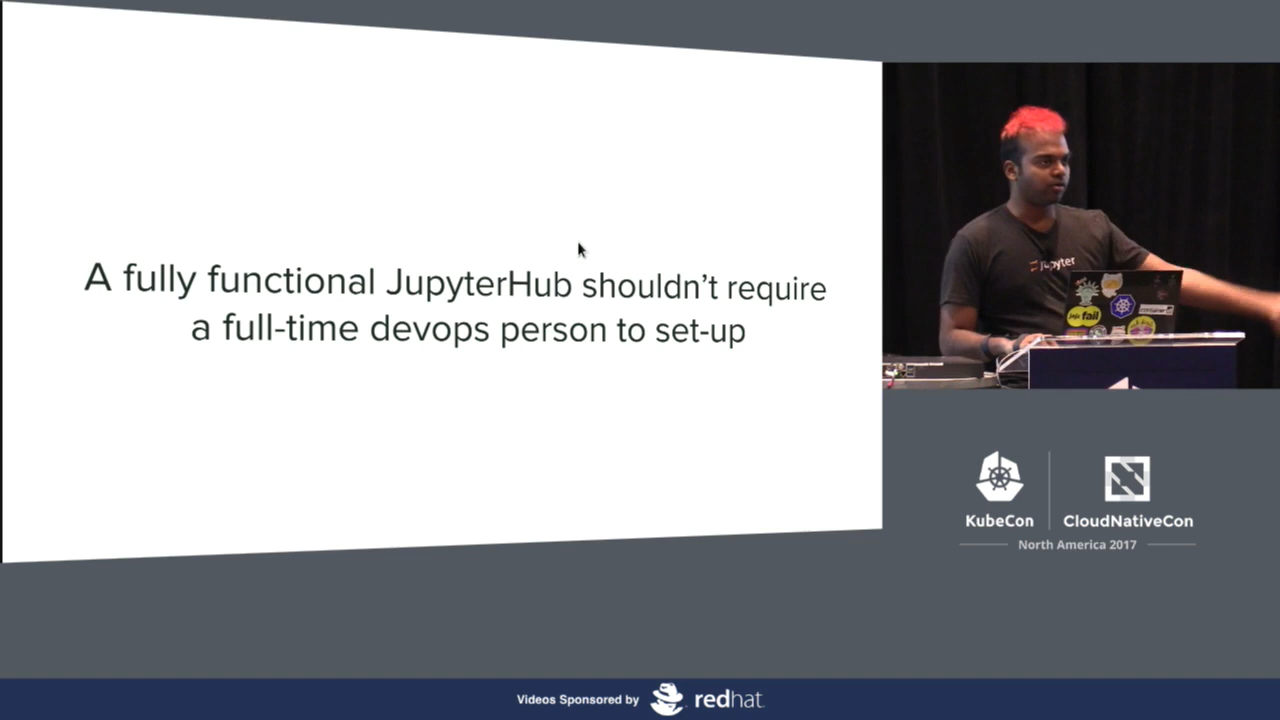 A fully functional JupyterHub shouldn’t require
a full-time devops person to set-up
jupyter
fail
KubeCon
CloudNativeCon
North America 2017
Videos Sponsored by
redhat